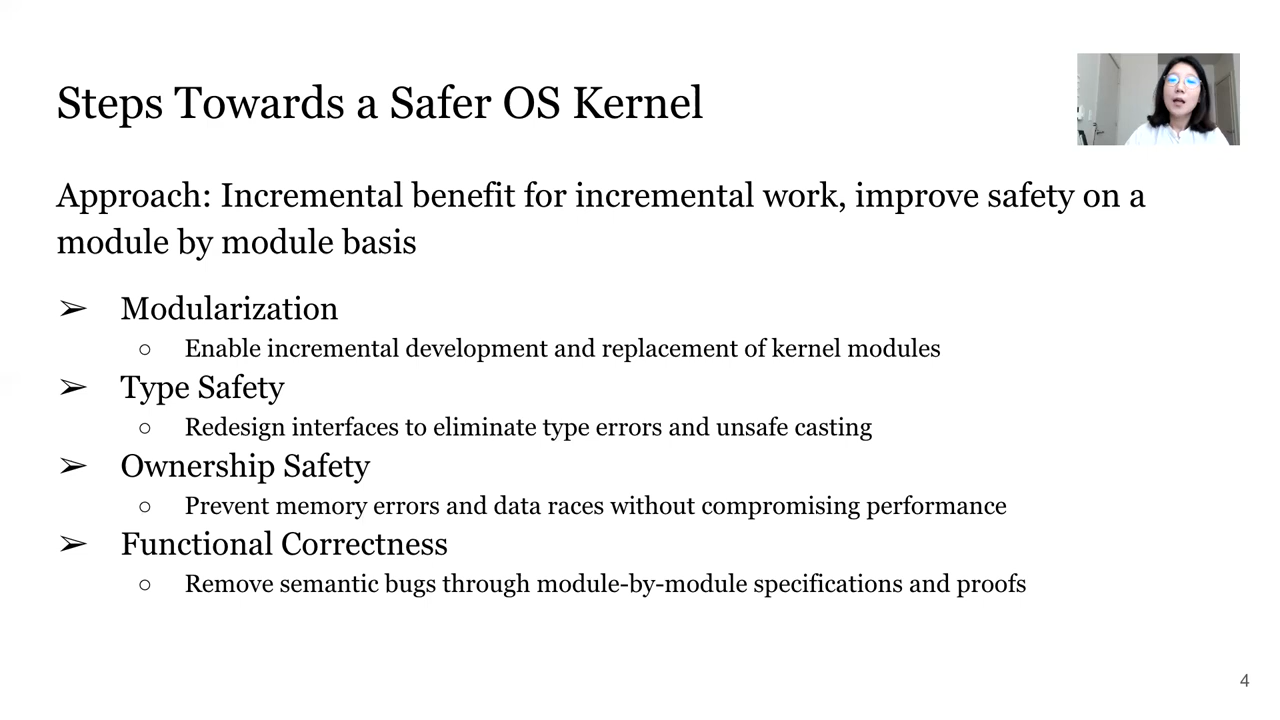 Steps Towards a Safer OS Kernel
Approach: Incremental benefit for incremental work, improve safety on a
module by module basis
➢ Modularization
○ Enable incremental development and replacement of kernel modules
➢ Type Safety
○ Redesign interfaces to eliminate type errors and unsafe casting
➢ Ownership Safety
○ Prevent memory errors and data races without compromising performance
➢ Functional Correctness
○ Remove semantic bugs through module-by-module specifications and proofs
4